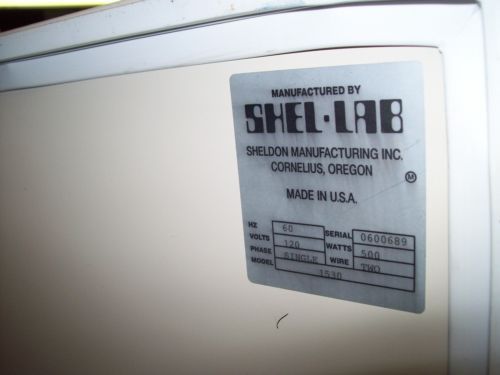 MANUFACTURED BY
SHEL·LAB
SHELDON MANUFACTURING INC.
CORNELIUS, OREGON
M
MADE IN U.S.A.
HZ 60 SERIAL 0600689
VOLTS 120 WATTS 500
PHASE SINGLE WIRE TWO
MODEL 1530